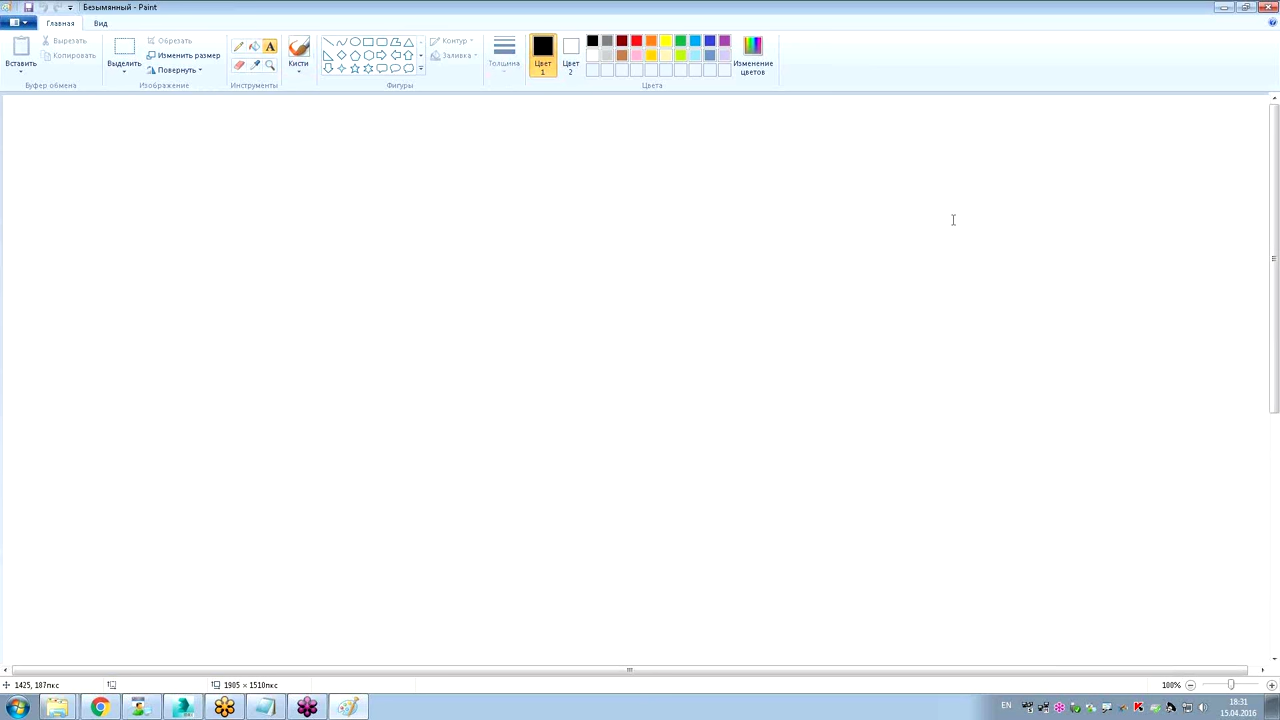 Безымянный - Paint
Главная
Вид
Вставить
Вырезать
Копировать
Буфер обмена
Выделить
Обрезать
Изменить размер
Повернуть
Изображение
A
Инструменты
Кисти
Контур
Заливка
Фигуры
Толщина
Цвет
1
Цвет
2
Изменение
цветов
Цвета
1425, 187пкс
1905 × 1510пкс
100%
EN
18:31
15.04.2016